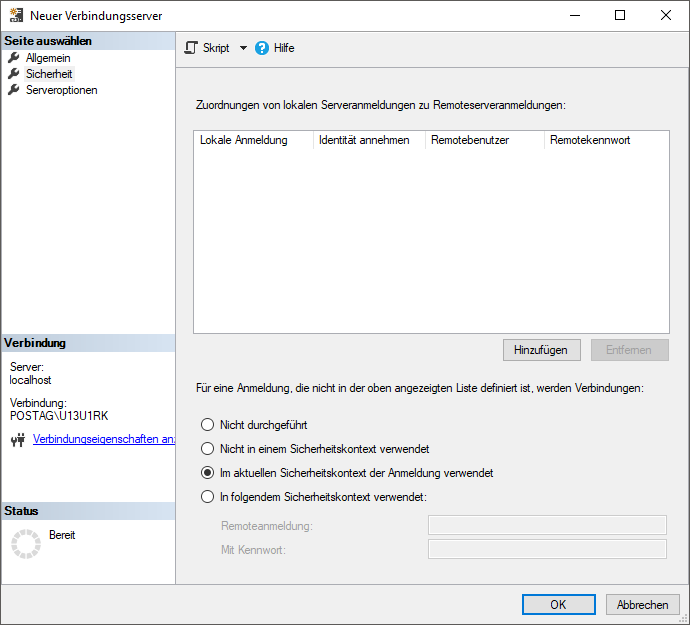 Neuer Verbindungsserver
Seite auswählen
Allgemein
Sicherheit
Serveroptionen
Skript
Hilfe
Zuordnungen von lokalen Serveranmeldungen zu Remoteserveranmeldungen:
Lokale Anmeldung Identität annehmen Remotebenutzer Remotekennwort
Hinzufügen Entfernen
Für eine Anmeldung, die nicht in der oben angezeigten Liste definiert ist, werden Verbindungen:
Nicht durchgeführt
Nicht in einem Sicherheitskontext verwendet
Im aktuellen Sicherheitskontext der Anmeldung verwendet
In folgendem Sicherheitskontext verwendet:
Remoteanmeldung:
Mit Kennwort:
Verbindung
Server:
localhost
Verbindung:
POSTAG\U13U1RK
Verbindungseigenschaften an:
Status
Bereit
OK Abbrechen